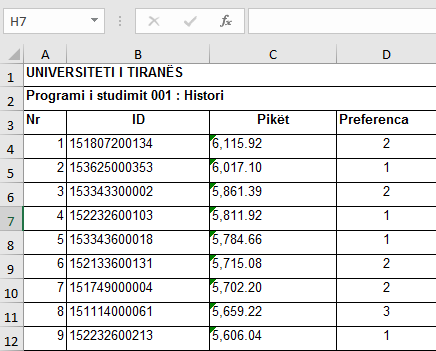 H7 fx
A B C D
1 UNIVERSITETI I TIRANËS
2 Programi i studimit 001 : Histori
3 Nr ID Pikët Preferenca
4 1 151807200134 6,115.92 2
5 2 153625000353 6,017.10 1
6 3 153343300002 5,861.39 2
7 4 152232600103 5,811.92 1
8 5 153343600018 5,784.66 1
9 6 152133600131 5,715.08 2
10 7 151749000004 5,702.20 2
11 8 151114000061 5,659.22 3
12 9 152232600213 5,606.04 1